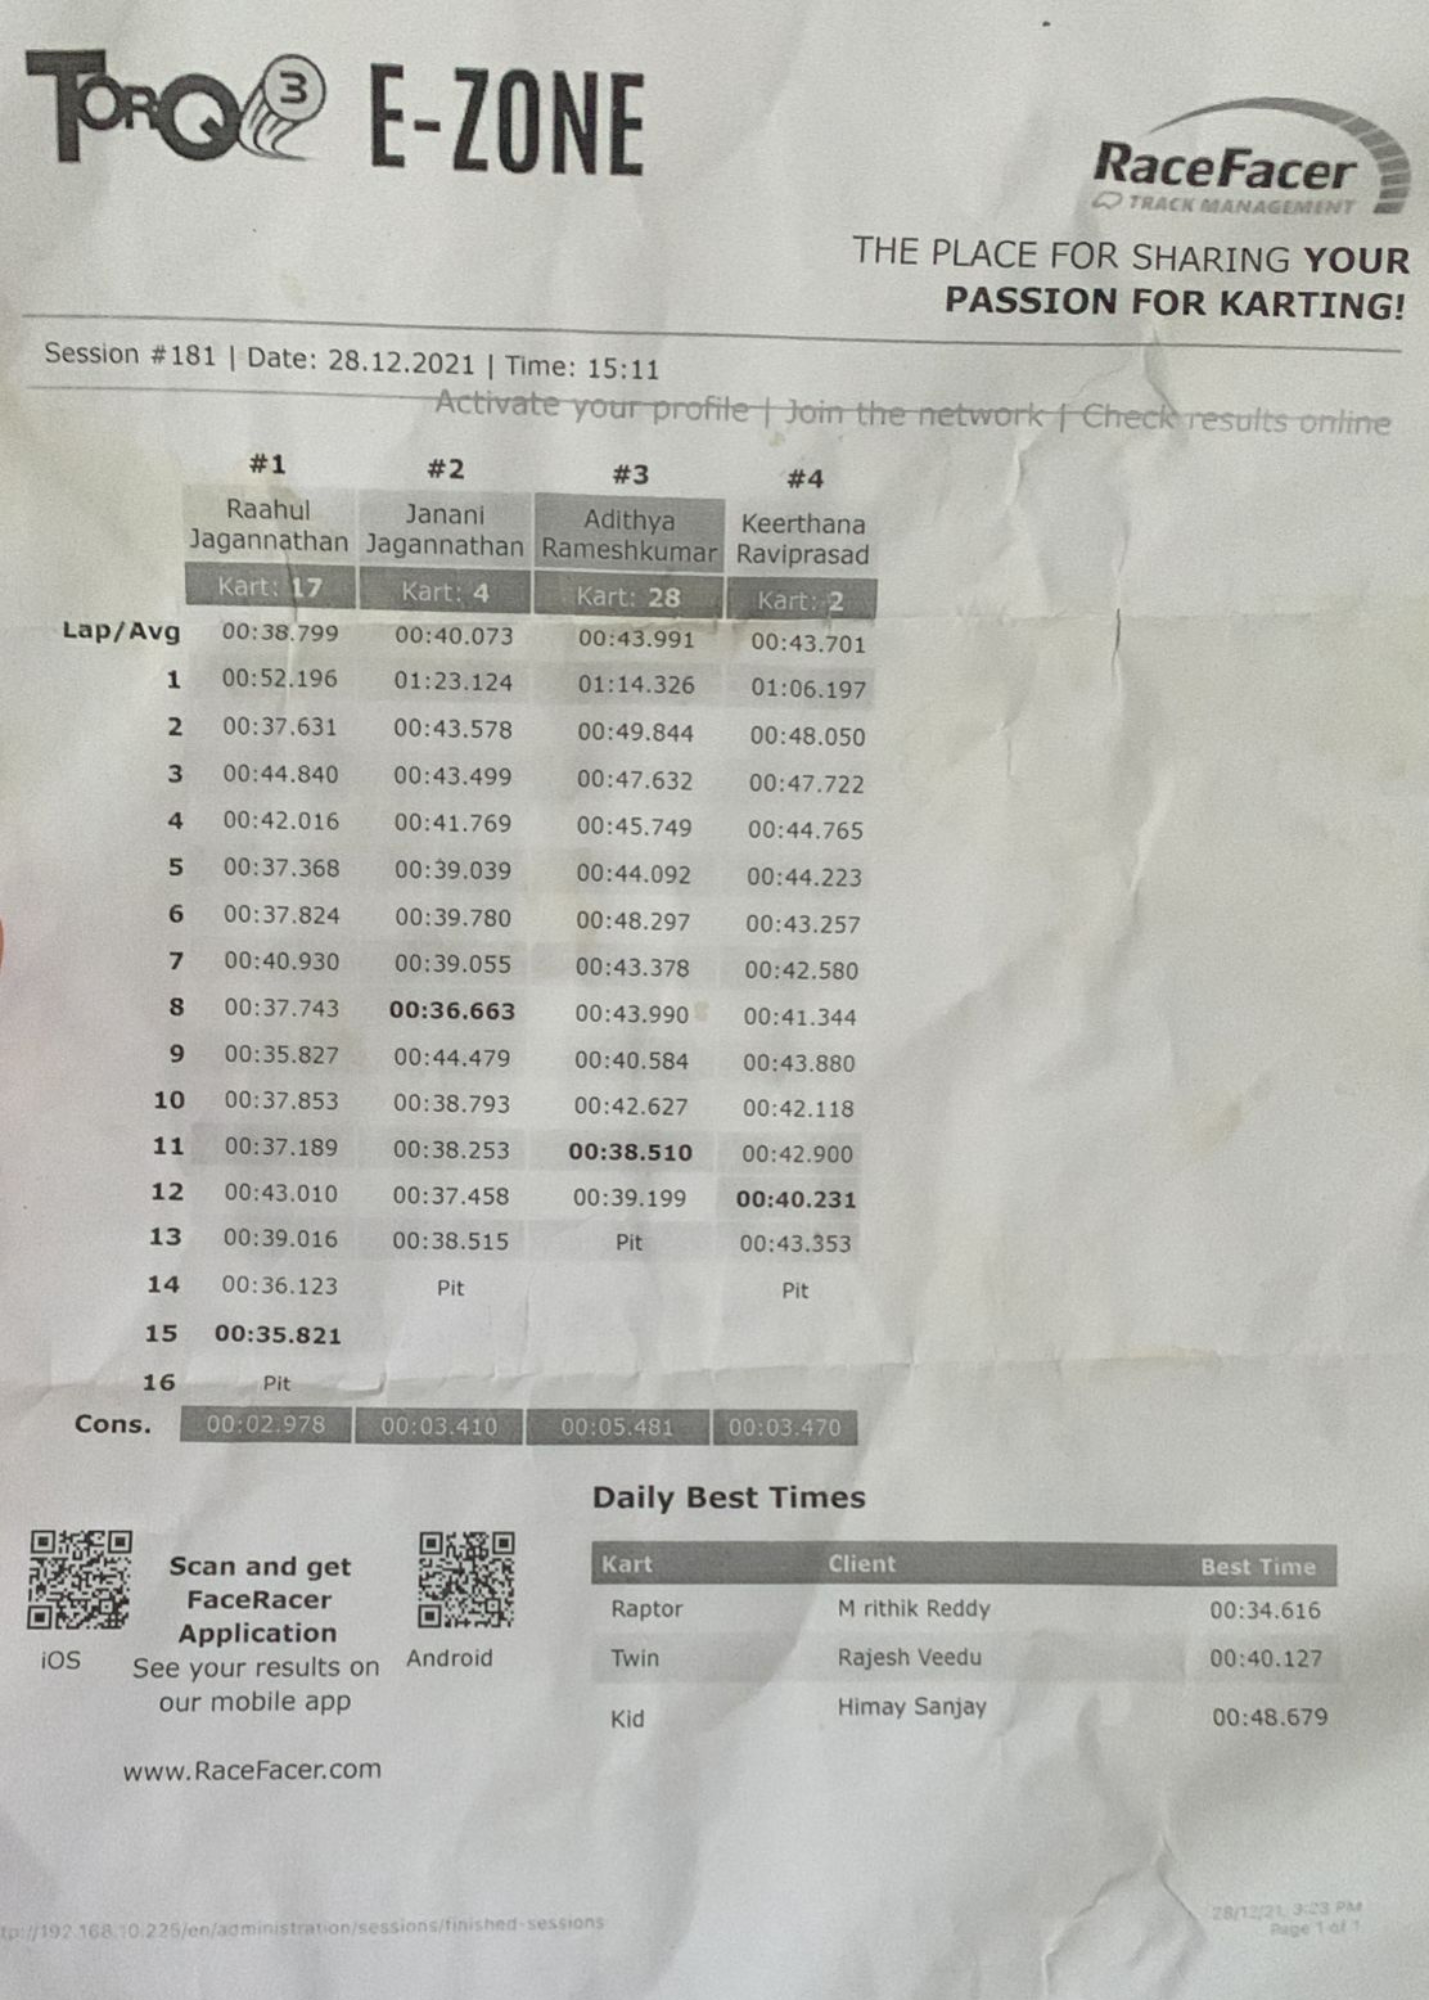 TORQ3 E-ZONE
RaceFacer
TRACK MANAGEMENT
THE PLACE FOR SHARING YOUR
PASSION FOR KARTING!
Session #181 | Date: 28.12.2021 | Time: 15:11
Activate your profile | Join the network | Check results online
#1 #2 #3 #4
Raahul Janani Adithya Keerthana
Jagannathan Jagannathan Rameshkumar Raviprasad
Kart: 17 Kart: 4 Kart: 28 Kart: 2
Lap/Avg 00:38.799 00:40.073 00:43.991 00:43.701
1 00:52.196 01:23.124 01:14.326 01:06.197
2 00:37.631 00:43.578 00:49.844 00:48.050
3 00:44.840 00:43.499 00:47.632 00:47.722
4 00:42.016 00:41.769 00:45.749 00:44.765
5 00:37.368 00:39.039 00:44.092 00:44.223
6 00:37.824 00:39.780 00:48.297 00:43.257
7 00:40.930 00:39.055 00:43.378 00:42.580
8 00:37.743 00:36.663 00:43.990 00:41.344
9 00:35.827 00:44.479 00:40.584 00:43.880
10 00:37.853 00:38.793 00:42.627 00:42.118
11 00:37.189 00:38.253 00:38.510 00:42.900
12 00:43.010 00:37.458 00:39.199 00:40.231
13 00:39.016 00:38.515 Pit 00:43.353
14 00:36.123 Pit Pit
15 00:35.821
16 Pit
Cons. 00:02.978 00:03.410 00:05.481 00:03.470
Scan and get
FaceRacer
Application
See your results on
our mobile app
iOS
Android
www.RaceFacer.com
Daily Best Times
Kart Client Best Time
Raptor M rithik Reddy 00:34.616
Twin Rajesh Veedu 00:40.127
Kid Himay Sanjay 00:48.679
tp://192.168.10.225/en/administration/sessions/finished-sessions
28/12/21, 3:23 PM
Page 1 of 1